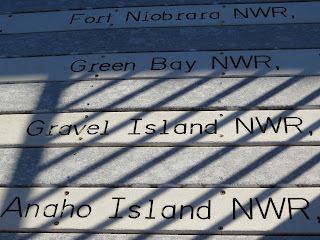 Fort Niobrara NWR,
Green Bay NWR,
Gravel Island NWR,
Anaho Island NWR,